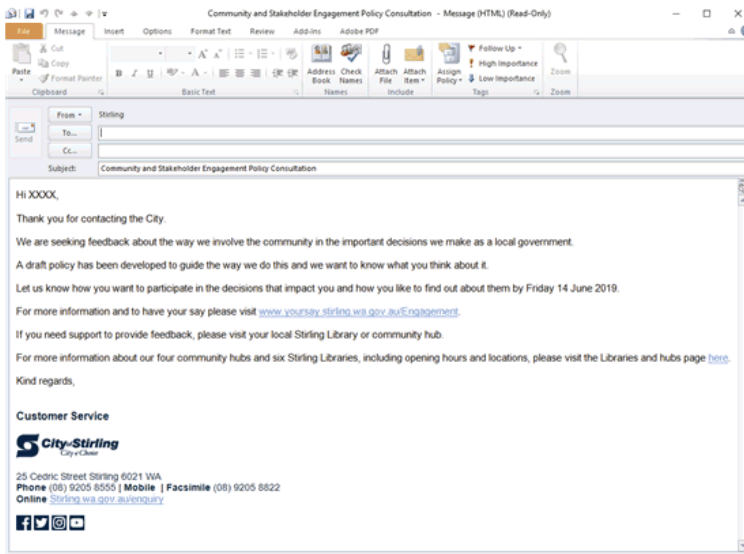 Community and Stakeholder Engagement Policy Consultation - Message (HTML) (Read-Only)
File Message Insert Options Format Text Review Add-Ins Adobe PDF
Paste
Cut
Copy
Format Painter
Clipboard
B I U
Basic Text
Address Book
Check Names
Names
Attach File
Attach Item
Include
Assign Policy
Follow Up
High Importance
Low Importance
Tags
Zoom
Zoom
Send
From Stirling
To...
Cc...
Subject: Community and Stakeholder Engagement Policy Consultation
Hi XXXX,
Thank you for contacting the City.
We are seeking feedback about the way we involve the community in the important decisions we make as a local government.
A draft policy has been developed to guide the way we do this and we want to know what you think about it.
Let us know how you want to participate in the decisions that impact you and how you like to find out about them by Friday 14 June 2019.
For more information and to have your say please visit www.yoursay.stirling.wa.gov.au/Engagement.
If you need support to provide feedback, please visit your local Stirling Library or community hub.
For more information about our four community hubs and six Stirling Libraries, including opening hours and locations, please visit the Libraries and hubs page here.
Kind regards,
Customer Service
City of Stirling
City of Choice
25 Cedric Street Stirling 6021 WA
Phone (08) 9205 8555 | Mobile | Facsimile (08) 9205 8822
Online Stirling.wa.gov.au/enquiry